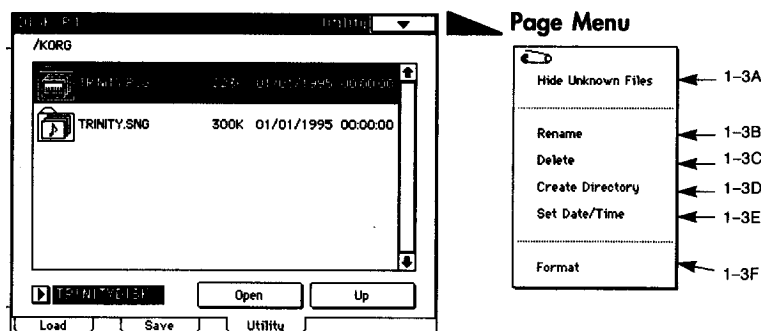 Utility
Page Menu
/KORG
TRINITY.SNG 300K 01/01/1995 00:00:00
TRINITYDISK
Open
Up
Load
Save
Utility
Hide Unknown Files
1-3A
Rename
1-3B
Delete
1-3C
Create Directory
1-3D
Set Date/Time
1-3E
Format
1-3F